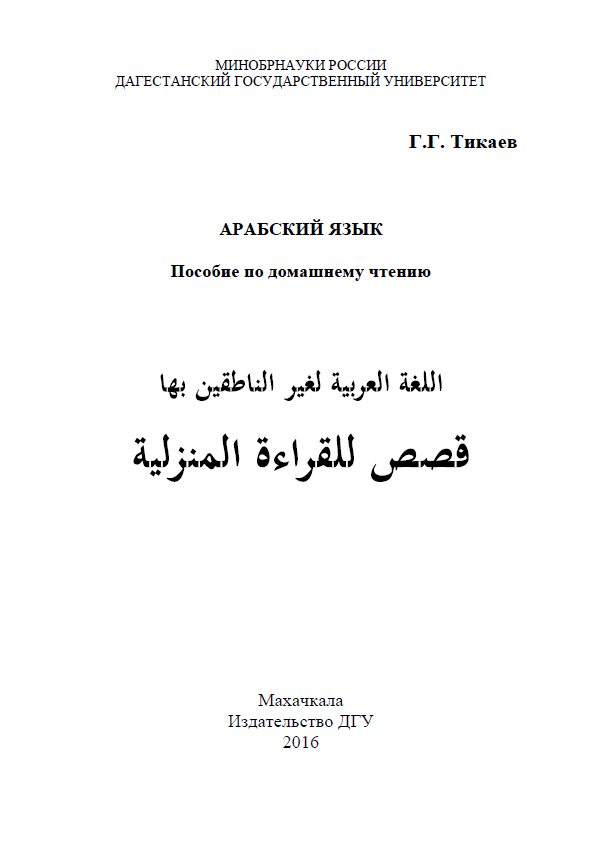 МИНОБРНАУКИ РОССИИ
ДАГЕСТАНСКИЙ ГОСУДАРСТВЕННЫЙ УНИВЕРСИТЕТ
Г.Г. Тикаев
АРАБСКИЙ ЯЗЫК
Пособие по домашнему чтению
اللغة العربية لغير الناطقين بها
قصص للقراءة المنزلية
Махачкала
Издательство ДГУ
2016